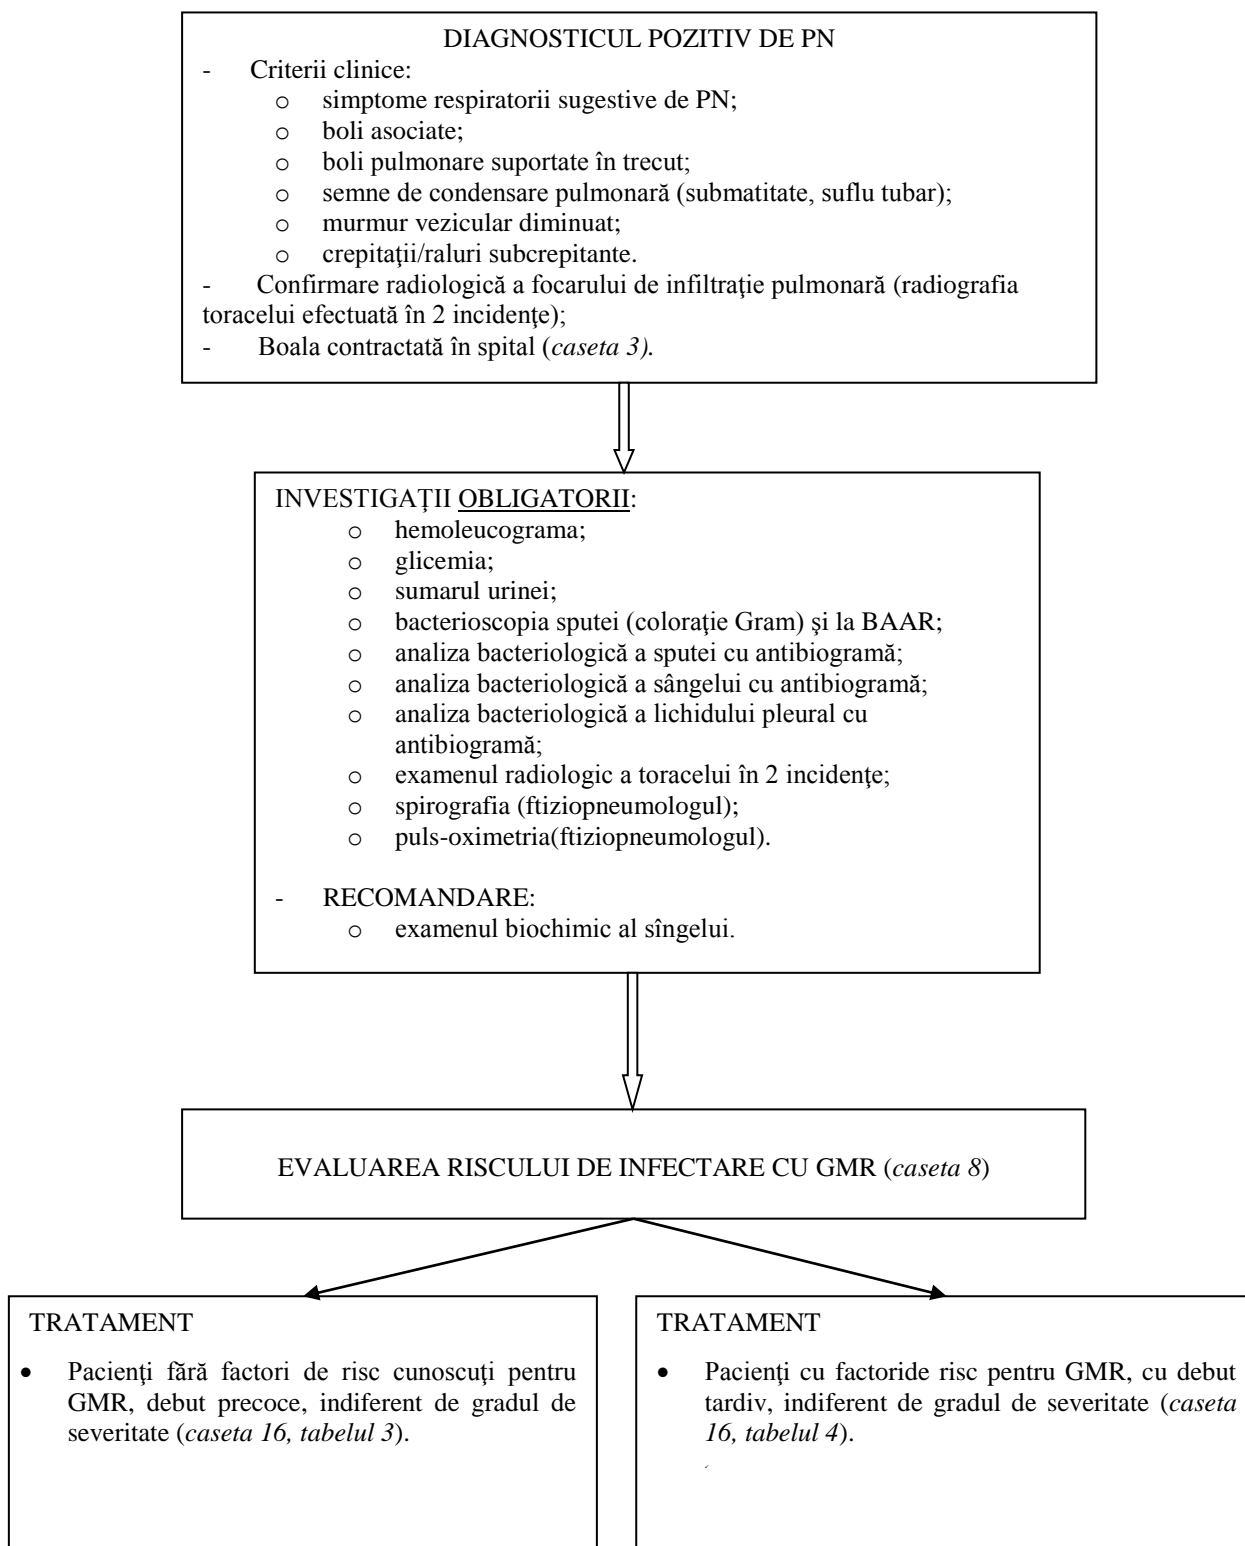 DIAGNOSTICUL POZITIV DE PN
- Criterii clinice:
o simptome respiratorii sugestive de PN;
o boli asociate;
o boli pulmonare suportate în trecut;
o semne de condensare pulmonară (submatitate, suflu tubar);
o murmur vezicular diminuat;
o crepitaţii/raluri subcrepitante.
- Confirmare radiologică a focarului de infiltraţie pulmonară (radiografia
toracelui efectuată în 2 incidenţe);
- Boala contractată în spital (caseta 3).
INVESTIGAŢII OBLIGATORII:
o hemoleucograma;
o glicemia;
o sumarul urinei;
o bacterioscopia sputei (coloraţie Gram) şi la BAAR;
o analiza bacteriologică a sputei cu antibiogramă;
o analiza bacteriologică a sângelui cu antibiogramă;
o analiza bacteriologică a lichidului pleural cu
antibiogramă;
o examenul radiologic a toracelui în 2 incidenţe;
o spirografia (ftiziopneumologul);
o puls-oximetria(ftiziopneumologul).
- RECOMANDARE:
o examenul biochimic al sîngelui.
EVALUAREA RISCULUI DE INFECTARE CU GMR (caseta 8)
TRATAMENT
• Pacienţi fără factori de risc cunoscuţi pentru
GMR, debut precoce, indiferent de gradul de
severitate (caseta 16, tabelul 3).
TRATAMENT
• Pacienţi cu factoride risc pentru GMR, cu debut
tardiv, indiferent de gradul de severitate (caseta
16, tabelul 4).